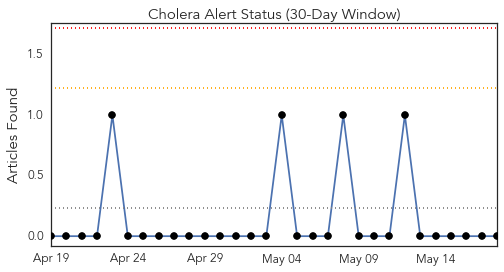 Cholera Alert Status (30-Day Window)
Articles Found
1.5
1.0
0.5
0.0
Apr 19 Apr 24 Apr 29 May 04 May 09 May 14